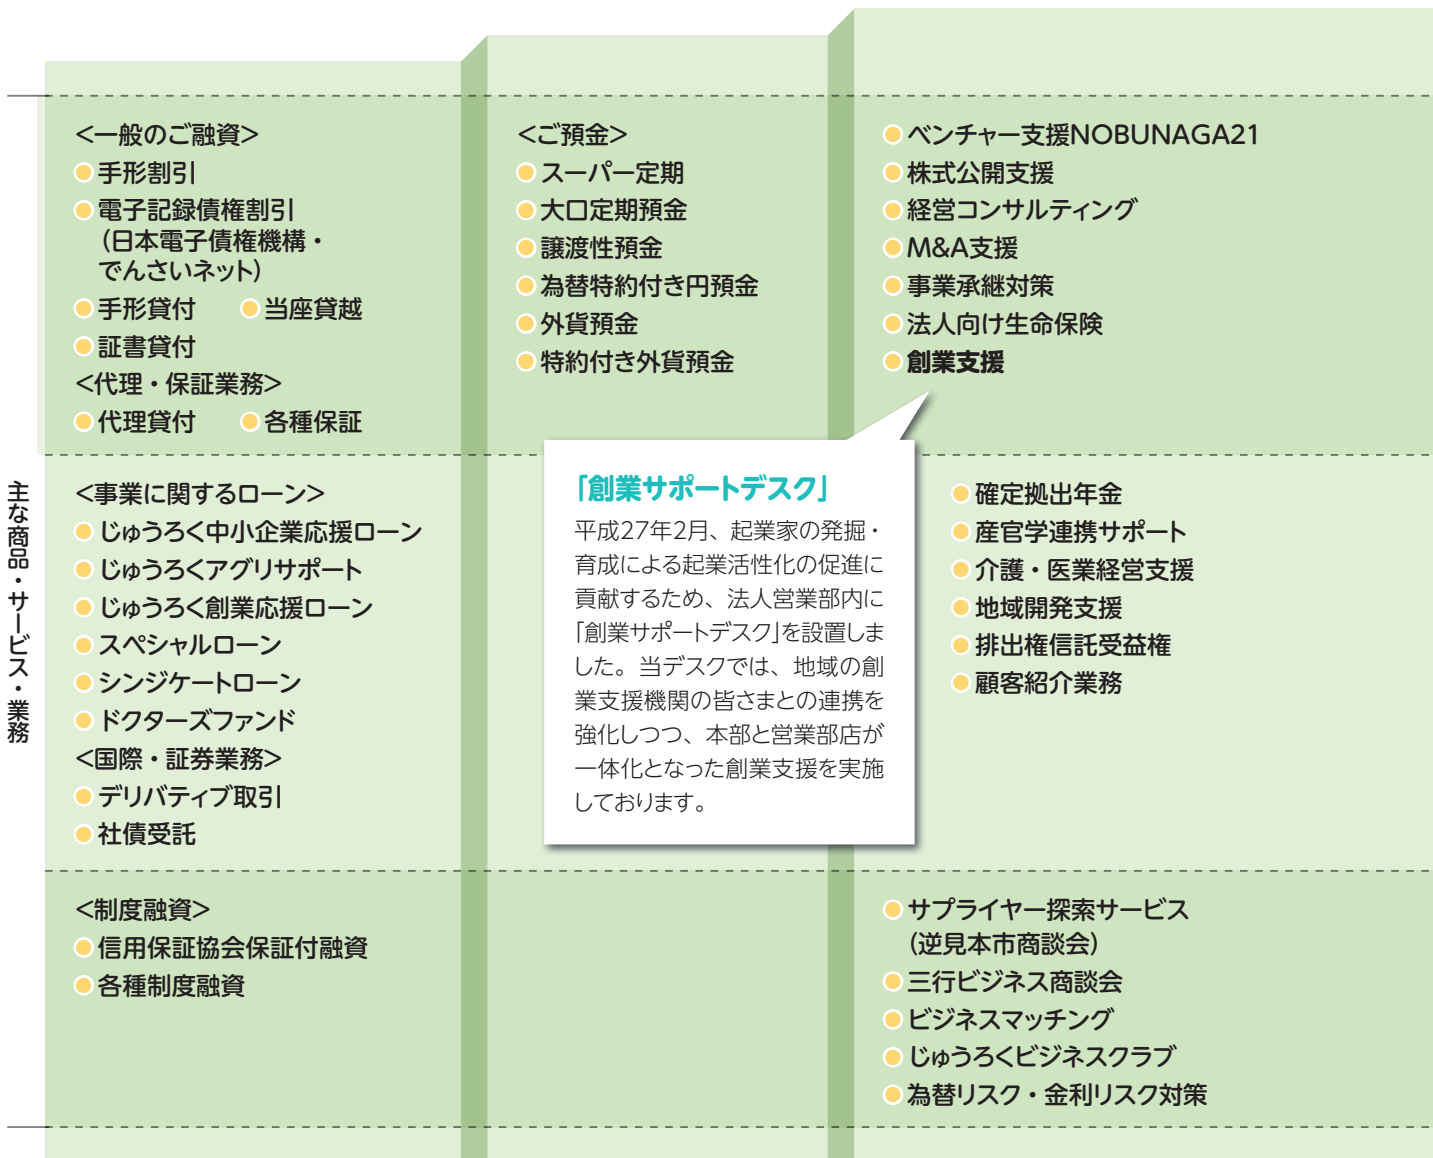 主な商品・サービス・業務
<一般のご融資>
手形割引
電子記録債権割引
(日本電子債権機構・
でんさいネット)
手形貸付 当座貸越
証書貸付
<代理・保証業務>
代理貸付 各種保証
<事業に関するローン>
じゅうろく中小企業応援ローン
じゅうろくアグリサポート
じゅうろく創業応援ローン
スペシャルローン
シンジケートローン
ドクターズファンド
<国際・証券業務>
デリバティブ取引
社債受託
<制度融資>
信用保証協会保証付融資
各種制度融資
<ご預金>
スーパー定期
大口定期預金
譲渡性預金
為替特約付き円預金
外貨預金
特約付き外貨預金
ベンチャー支援NOBUNAGA21
株式公開支援
経営コンサルティング
M&A支援
事業承継対策
法人向け生命保険
創業支援
「創業サポートデスク」
平成27年2月、起業家の発掘・
育成による起業活性化の促進に
貢献するため、法人営業部内に
「創業サポートデスク」を設置しま
した。当デスクでは、地域の創
業支援機関の皆さまとの連携を
強化しつつ、本部と営業部店が
一体化となった創業支援を実施
しております。
確定拠出年金
産官学連携サポート
介護・医業経営支援
地域開発支援
排出権信託受益権
顧客紹介業務
サプライヤー探索サービス
(逆見本市商談会)
三行ビジネス商談会
ビジネスマッチング
じゅうろくビジネスクラブ
為替リスク・金利リスク対策